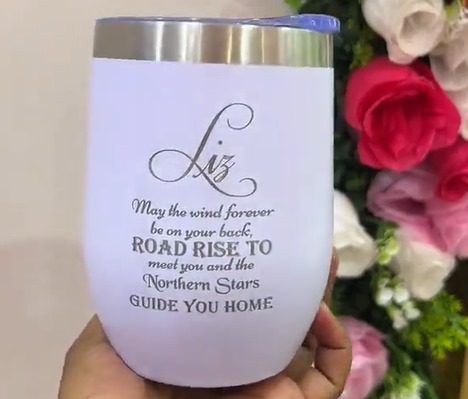 Liz
May the wind forever
be on your back,
ROAD RISE TO
meet you and the
Northern Stars
GUIDE YOU HOME